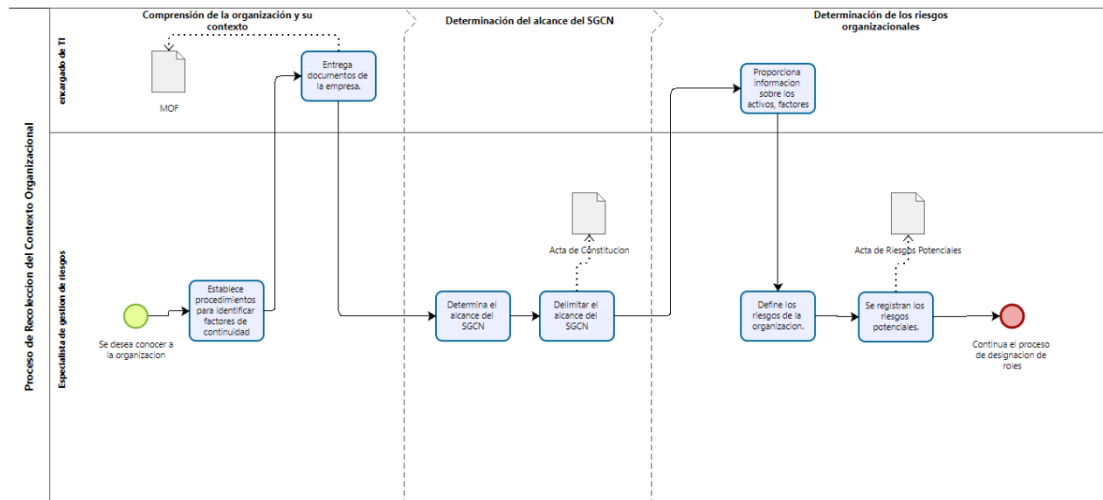 Proceso de Recoleccion del Contexto Organizacional
Comprensión de la organización y su
contexto
Determinación del alcance del SGCN
Determinación de los riesgos
organizacionales
encargado de TI
MOF
Entrega
documentos de
la empresa.
Proporciona
informacion
sobre los
activos, factores
Especialista de gestion de riesgos
Se desea conocer a
la organizacion
Establece
procedimientos
para identificar
factores de
continuidad
Determina el
alcance del
SGCN
Delimitar el
alcance del
SGCN
Acta de Constitucion
Define los
riesgos de la
organizacion.
Se registran los
riesgos
potenciales.
Acta de Riesgos Potenciales
Continua el proceso
de designacion de
roles